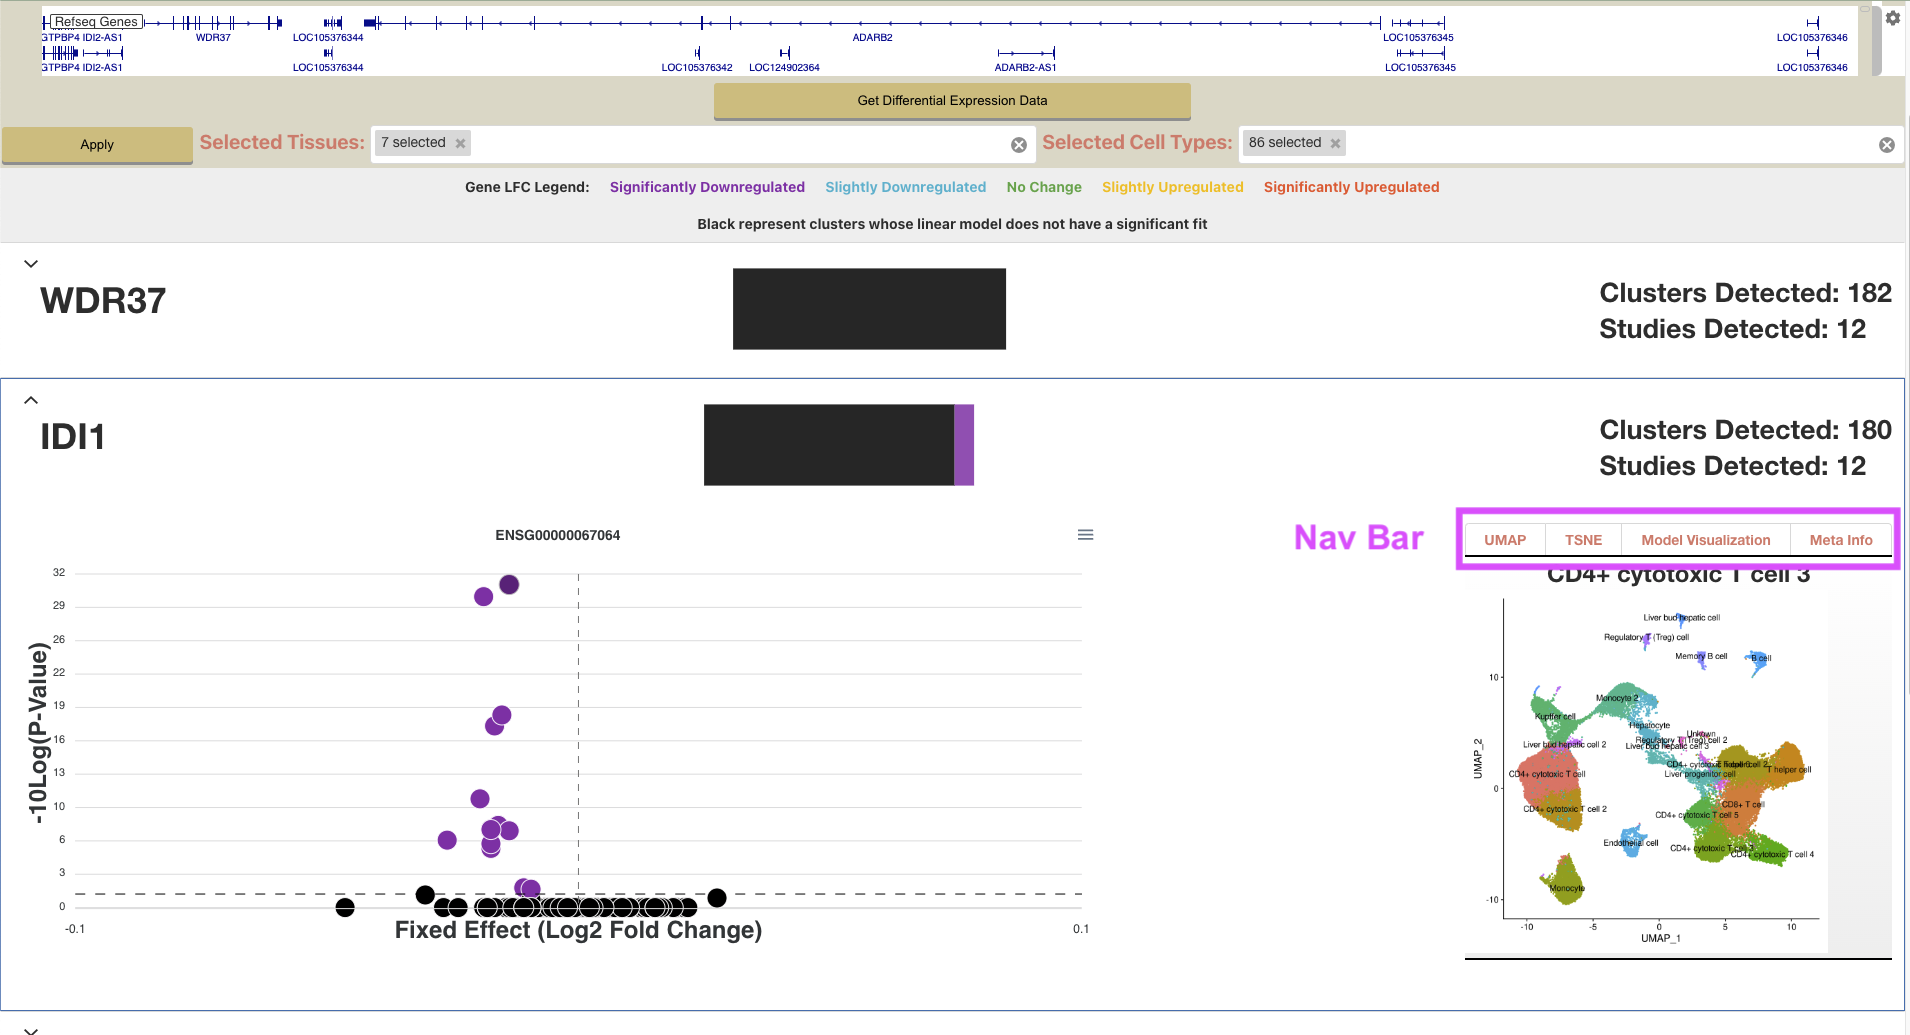 Refseq Genes
GTPBP4 IDI2-AS1 WDR37 LOC105376344 ADARB2 LOC105376345 LOC105376346
GTPBP4 IDI2-AS1 LOC105376344 LOC105376342 LOC124902364 ADARB2-AS1 LOC105376345 LOC105376346
Get Differential Expression Data
Apply Selected Tissues: 7 selected Selected Cell Types: 86 selected
Gene LFC Legend: Significantly Downregulated Slightly Downregulated No Change Slightly Upregulated Significantly Upregulated
Black represent clusters whose linear model does not have a significant fit
WDR37
Clusters Detected: 182
Studies Detected: 12
IDI1
Clusters Detected: 180
Studies Detected: 12
ENSG00000067064
32
29
26
22
19
16
13
10
6
3
0
-10Log(P-Value)
-0.1
0.1
Fixed Effect (Log2 Fold Change)
Nav Bar
UMAP TSNE Model Visualization Meta Info
CD4+ cytotoxic T cell 3
Liver bud hepatic cell
Regulatory T (Treg) cell
Memory B cell
B cell
Monocyte 2
Kupffer cell
Hepatocyte
Unknown
Regulatory T (Treg) cell 2
Liver bud hepatic cell 2
Liver bud hepatic cell 3
T helper cell
Liver progenitor cell
CD4+ cytotoxic T cell
CD8+ T cell
CD4+ cytotoxic T cell 2
CD4+ cytotoxic T cell 5
Endothelial cell
CD4+ cytotoxic T cell 3
CD4+ cytotoxic T cell 4
Monocyte
10
0
-10
UMAP_2
-10 -5 0 5 10
UMAP_1